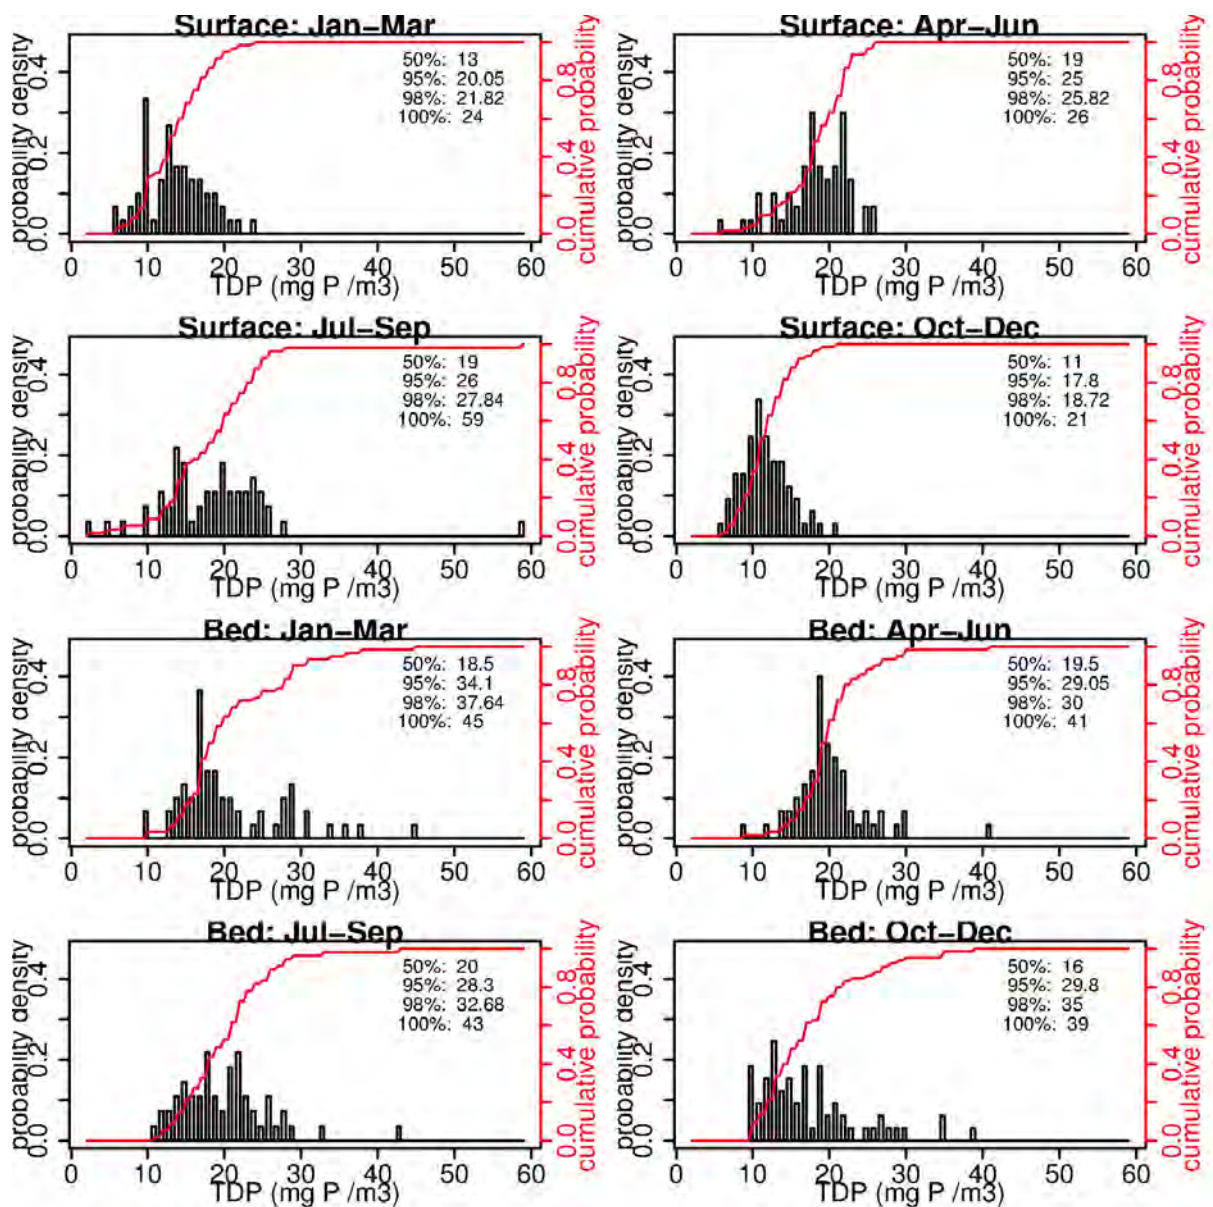 Surface: Jan−Mar
probability density
0.0 0.2 0.4
50%: 13
95%: 20.05
98%: 21.82
100%: 24
0.0 0.4 0.8
cumulative probability
0 10 20 30 40 50 60
TDP (mg P /m3)
Surface: Apr−Jun
probability density
0.0 0.2 0.4
50%: 19
95%: 25
98%: 25.82
100%: 26
0.0 0.4 0.8
cumulative probability
0 10 20 30 40 50 60
TDP (mg P /m3)
Surface: Jul−Sep
probability density
0.0 0.2 0.4
50%: 19
95%: 26
98%: 27.84
100%: 59
0.0 0.4 0.8
cumulative probability
0 10 20 30 40 50 60
TDP (mg P /m3)
Surface: Oct−Dec
probability density
0.0 0.2 0.4
50%: 11
95%: 17.8
98%: 18.72
100%: 21
0.0 0.4 0.8
cumulative probability
0 10 20 30 40 50 60
TDP (mg P /m3)
Bed: Jan−Mar
probability density
0.0 0.2 0.4
50%: 18.5
95%: 34.1
98%: 37.64
100%: 45
0.0 0.4 0.8
cumulative probability
0 10 20 30 40 50 60
TDP (mg P /m3)
Bed: Apr−Jun
probability density
0.0 0.2 0.4
50%: 19.5
95%: 29.05
98%: 30
100%: 41
0.0 0.4 0.8
cumulative probability
0 10 20 30 40 50 60
TDP (mg P /m3)
Bed: Jul−Sep
probability density
0.0 0.2 0.4
50%: 20
95%: 28.3
98%: 32.68
100%: 43
0.0 0.4 0.8
cumulative probability
0 10 20 30 40 50 60
TDP (mg P /m3)
Bed: Oct−Dec
probability density
0.0 0.2 0.4
50%: 16
95%: 29.8
98%: 35
100%: 39
0.0 0.4 0.8
cumulative probability
0 10 20 30 40 50 60
TDP (mg P /m3)